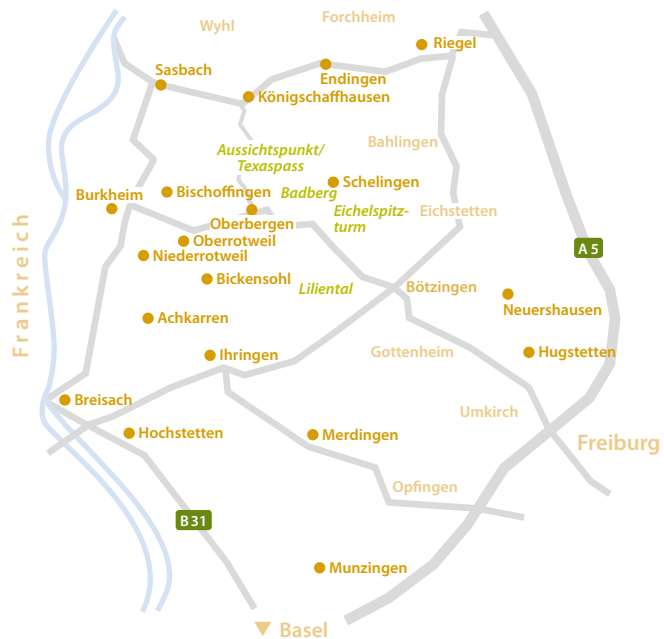 Forchheim
Wyhl
Riegel
Sasbach
Endingen
Königschaffhausen
Bahlingen
Aussichtspunkt/
Texaspass
Schelingen
Burkheim
Bischoffingen
Badberg
Eichelspitz-
turm
Eichstetten
Oberbergen
Oberrotweil
A 5
Niederrotweil
Frankreich
Bickensohl
Liliental
Bötzingen
Neuershausen
Achkarren
Ihringen
Gottenheim
Hugstetten
Breisach
Umkirch
Hochstetten
Merdingen
Freiburg
Opfingen
B 31
Munzingen
Basel